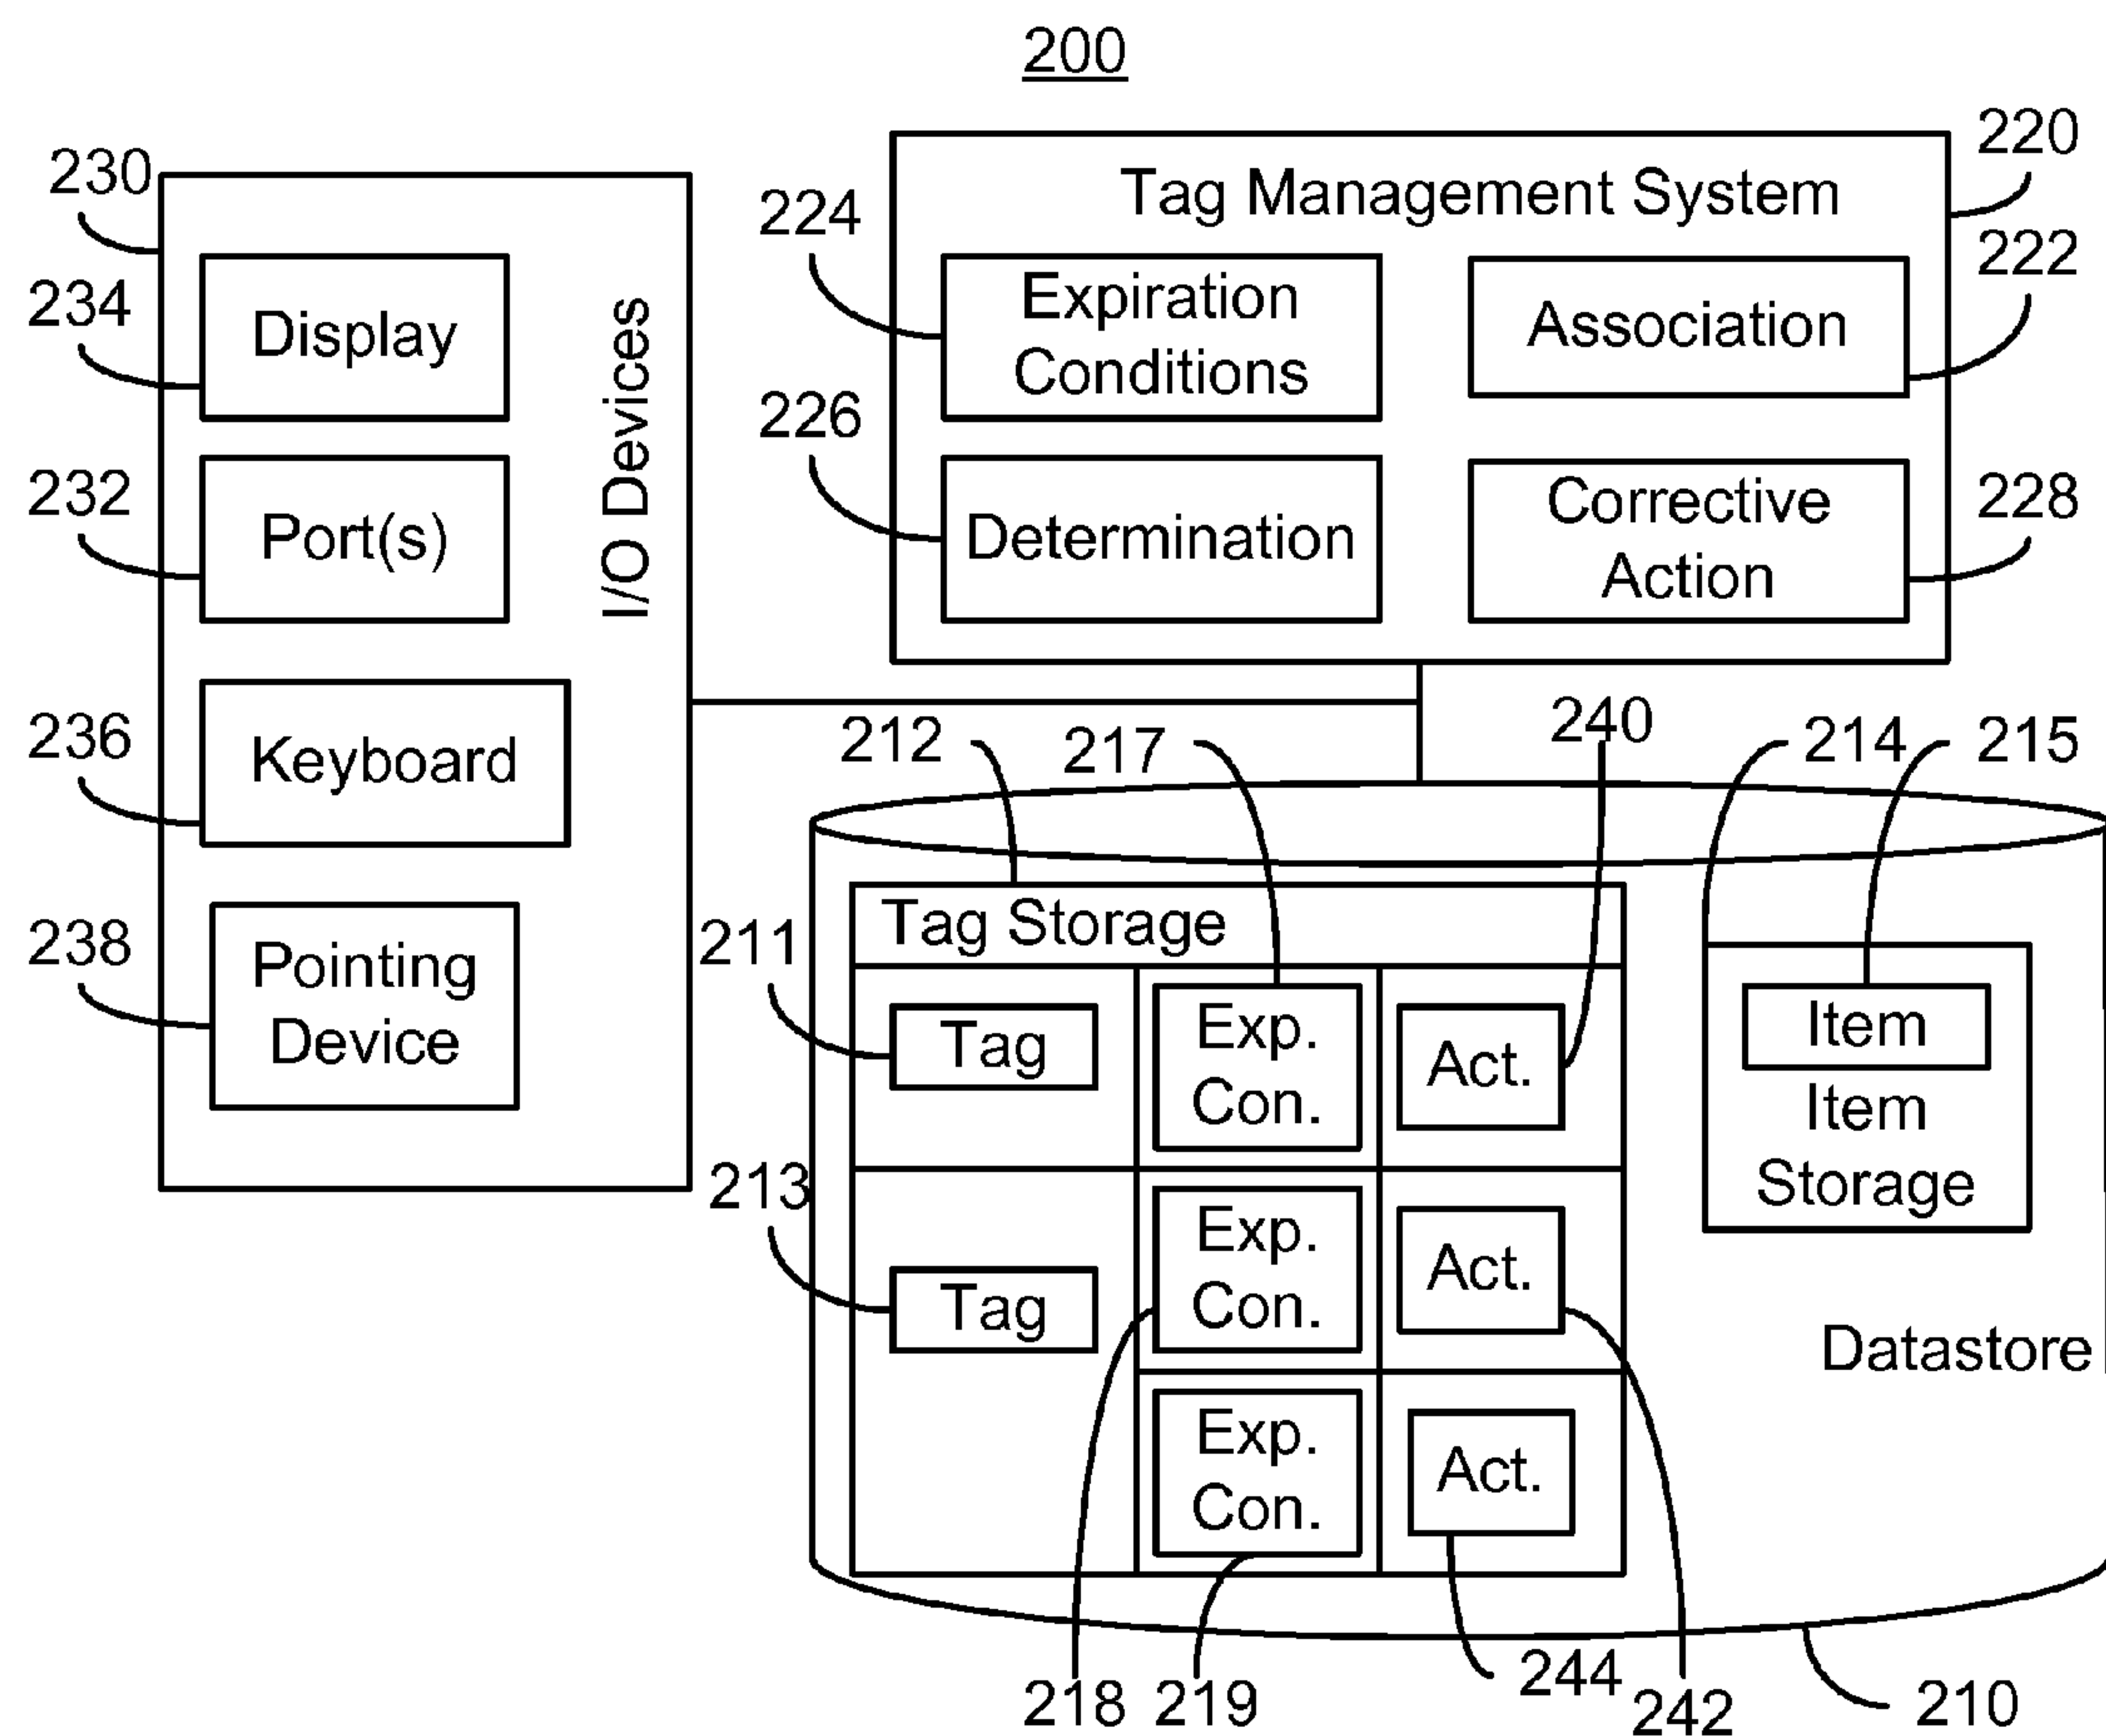 200
230
234
Display
232
Port(s)
236
Keyboard
238
Pointing
Device
I/O Devices
220
Tag Management System
224
Expiration
Conditions
222
Association
226
Determination
228
Corrective
Action
212
217
240
214
215
Tag Storage
211
Tag
Exp.
Con.
Act.
Item
Item
Storage
213
Tag
Exp.
Con.
Act.
Datastore
Exp.
Con.
Act.
218
219
244
242
210